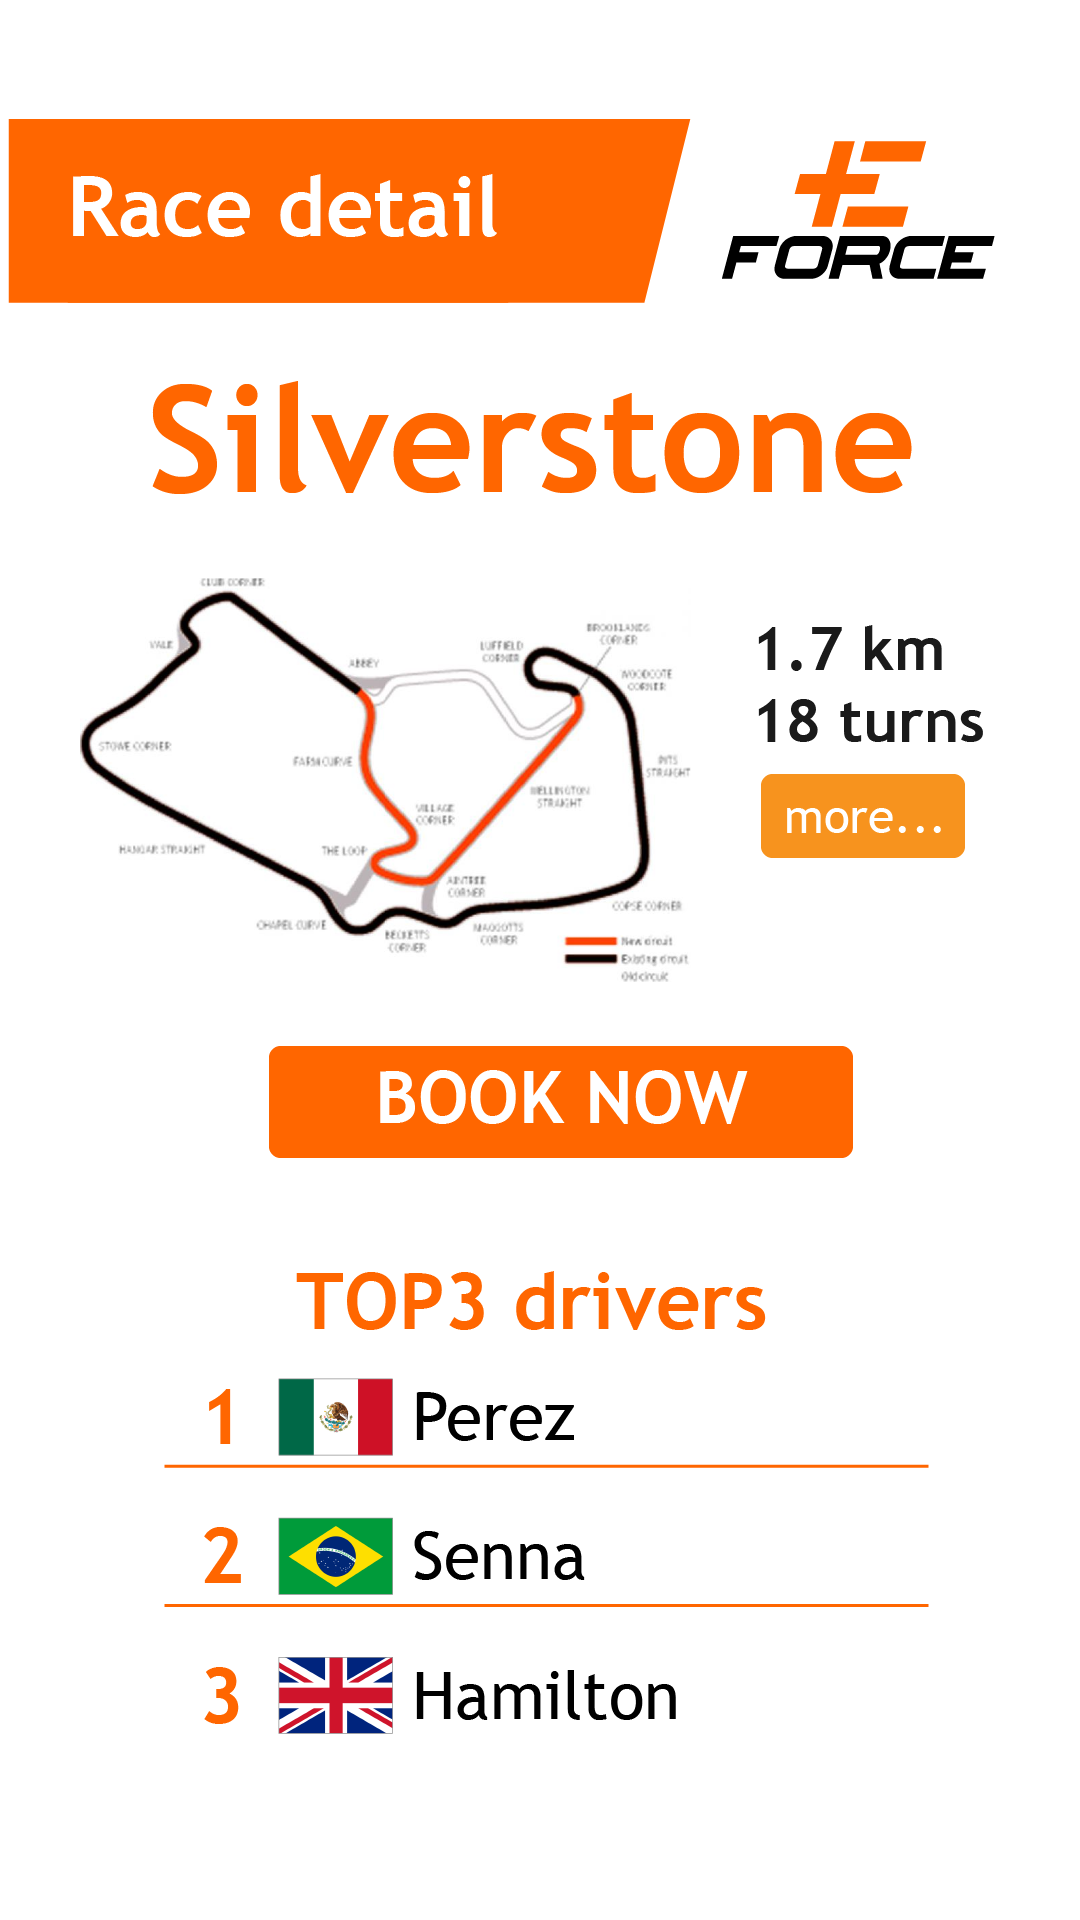 Race detail
E
FORCE
Silverstone
CLUB CORNER
VALE
ABBEY
LUFFIELD
CORNER
BROOKLANDS
CORNER
WOODCOTE
CORNER
STOWE CORNER
FARM CURVE
PITS
STRAIGHT
WELLINGTON
STRAIGHT
VILLAGE
CORNER
HANGAR STRAIGHT
THE LOOP
AINTREE
CORNER
CHAPEL CURVE
BECKETTS
CORNER
MAGGOTTS
CORNER
COPSE CORNER
New circuit
Existing circuit
Old circuit
1.7 km
18 turns
more...
BOOK NOW
TOP3 drivers
1 Perez
2 Senna
3 Hamilton